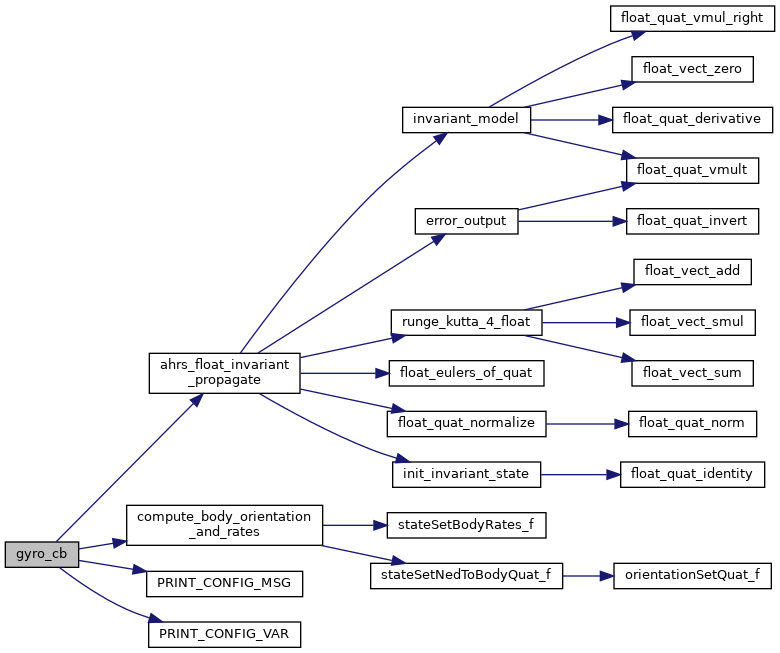 float_quat_vmul_right
float_vect_zero
invariant_model
float_quat_derivative
float_quat_vmult
error_output
float_quat_invert
float_vect_add
runge_kutta_4_float
float_vect_smul
ahrs_float_invariant
_propagate
float_eulers_of_quat
float_vect_sum
float_quat_normalize
float_quat_norm
init_invariant_state
float_quat_identity
compute_body_orientation
_and_rates
stateSetBodyRates_f
gyro_cb
stateSetNedToBodyQuat_f
orientationSetQuat_f
PRINT_CONFIG_MSG
PRINT_CONFIG_VAR